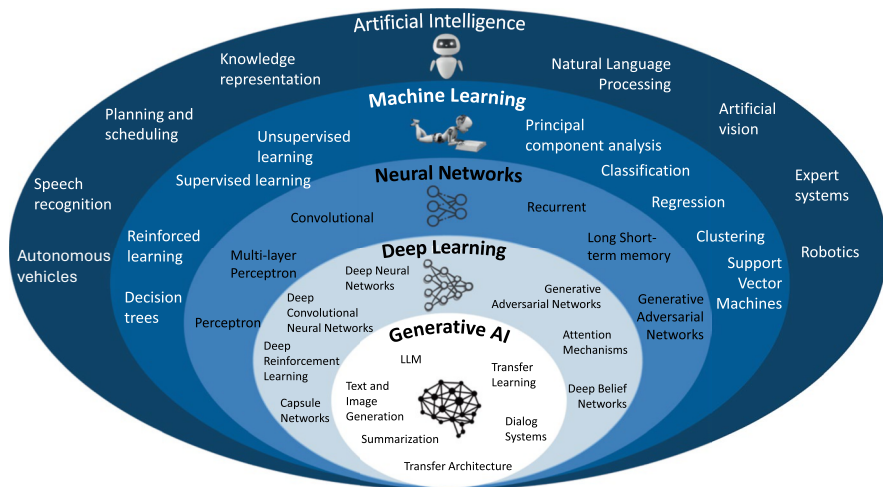 Artificial Intelligence
Knowledge
representation
Natural Language
Processing
Planning and
scheduling
Artificial
vision
Speech
recognition
Expert
systems
Autonomous
vehicles
Robotics
Machine Learning
Unsupervised
learning
Principal
component analysis
Supervised learning
Classification
Regression
Reinforced
learning
Clustering
Decision
trees
Support
Vector
Machines
Neural Networks
Convolutional
Recurrent
Multi-layer
Perceptron
Long Short-
term memory
Perceptron
Generative
Adversarial
Networks
Deep Learning
Deep Neural
Networks
Generative
Adversarial Networks
Deep
Convolutional
Neural Networks
Attention
Mechanisms
Deep
Reinforcement
Learning
Deep Belief
Networks
Capsule
Networks
Generative AI
LLM
Transfer
Learning
Text and
Image
Generation
Dialog
Systems
Summarization
Transfer Architecture